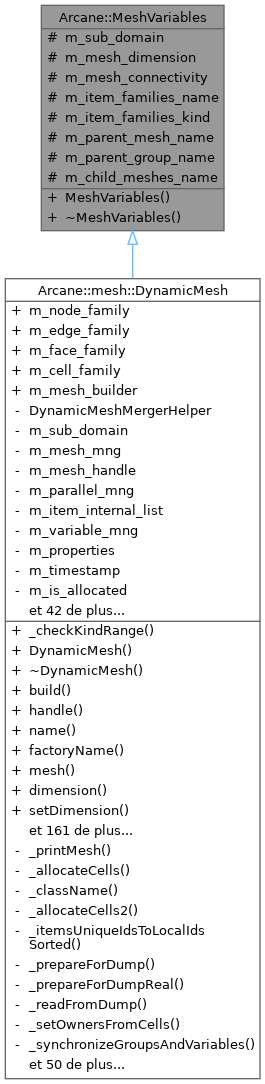 Arcane::MeshVariables
# m_sub_domain
# m_mesh_dimension
# m_mesh_connectivity
# m_item_families_name
# m_item_families_kind
# m_parent_mesh_name
# m_parent_group_name
# m_child_meshes_name
+ MeshVariables()
+ ~MeshVariables()
Arcane::mesh::DynamicMesh
+ m_node_family
+ m_edge_family
+ m_face_family
+ m_cell_family
+ m_mesh_builder
- DynamicMeshMergerHelper
- m_sub_domain
- m_mesh_mng
- m_mesh_handle
- m_parallel_mng
- m_item_internal_list
- m_variable_mng
- m_properties
- m_timestamp
- m_is_allocated
et 42 de plus...
+ _checkKindRange()
+ DynamicMesh()
+ ~DynamicMesh()
+ build()
+ handle()
+ name()
+ factoryName()
+ mesh()
+ dimension()
+ setDimension()
et 161 de plus...
- _printMesh()
- _allocateCells()
- _className()
- _allocateCells2()
- _itemsUniqueIdsToLocalIds
Sorted()
- _prepareForDump()
- _prepareForDumpReal()
- _readFromDump()
- _setOwnersFromCells()
- _synchronizeGroupsAndVariables()
et 50 de plus...